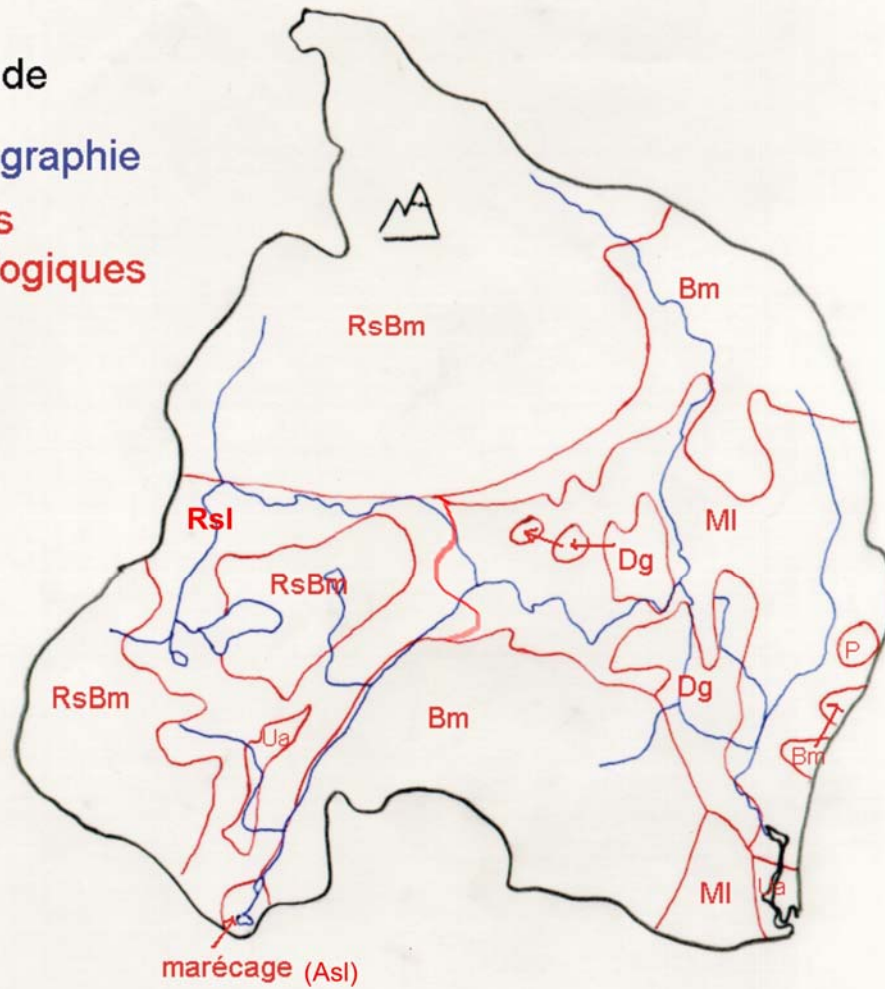 de
graphie
s
ogiques
Bm
RsBm
Rsl
Ml
Dg
RsBm
P
RsBm
Dg
Bm
Ua
Bm
Ml
Ua
marécage (Asl)